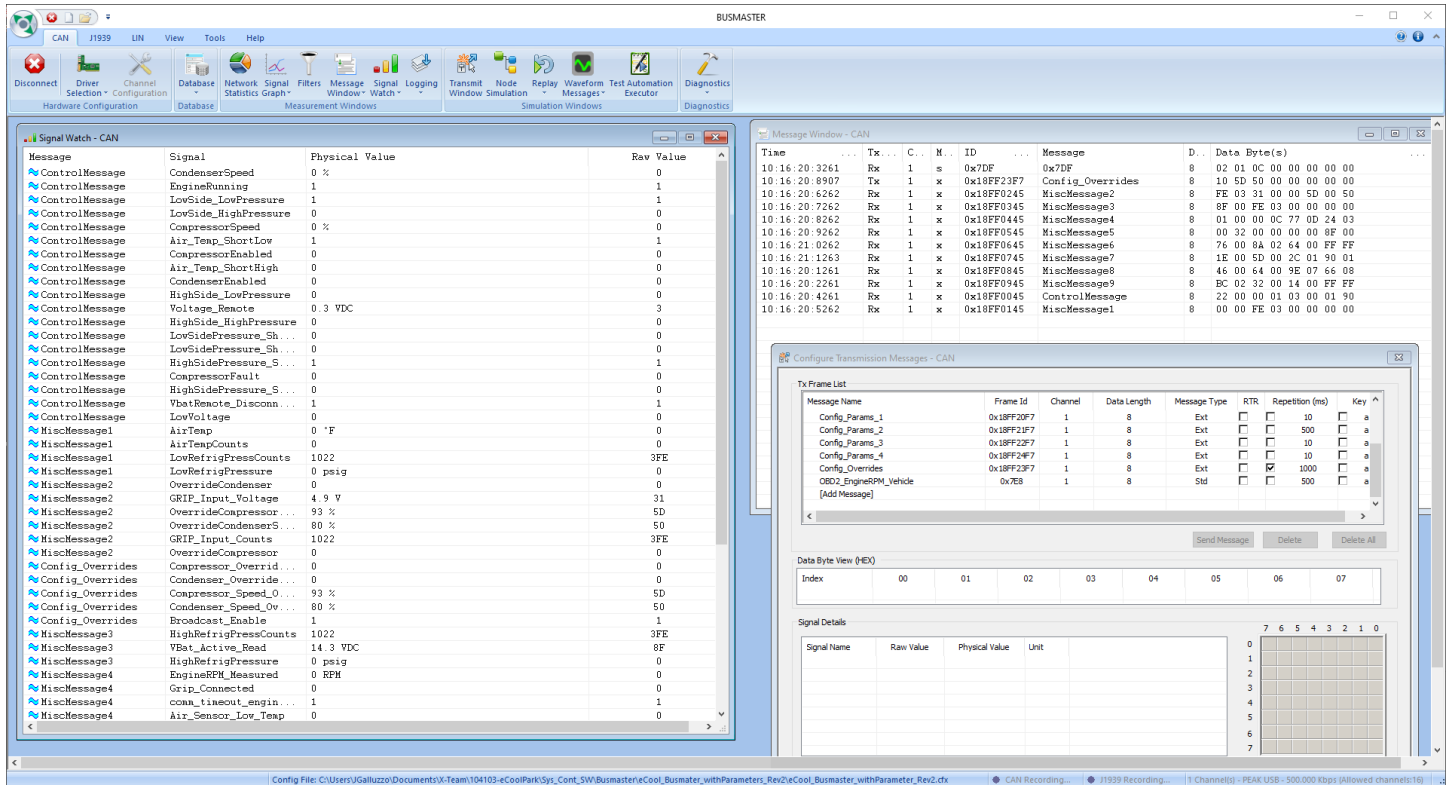 BUSMASTER
CAN J1939 LIN View Tools Help
Disconnect Driver Selection Channel Configuration Database Network Statistics Signal Graph Filters Message Window Signal Watch Logging Transmit Window Node Simulation Replay Waveform Messages Test Automation Executor Diagnostics
Hardware Configuration Database Measurement Windows Simulation Windows Diagnostics
Signal Watch - CAN
Message Signal Physical Value Raw Value
ControlMessage CondenserSpeed 0 % 0
ControlMessage EngineRunning 1 1
ControlMessage LowSide_LowPressure 1 1
ControlMessage LowSide_HighPressure 0 0
ControlMessage CompressorSpeed 0 % 0
ControlMessage Air_Temp_ShortLow 1 1
ControlMessage CompressorEnabled 0 0
ControlMessage Air_Temp_ShortHigh 0 0
ControlMessage CondenserEnabled 0 0
ControlMessage HighSide_LowPressure 0 0
ControlMessage Voltage_Remote 0.3 VDC 3
ControlMessage HighSide_HighPressure 0 0
ControlMessage LowSidePressure_Sh... 0 0
ControlMessage LowSidePressure_Sh... 0 0
ControlMessage HighSidePressure_S... 1 1
ControlMessage CompressorFault 0 0
ControlMessage HighSidePressure_S... 0 0
ControlMessage VbatRemote_Disconn... 1 1
ControlMessage LowVoltage 0 0
MiscMessage1 AirTemp 0 °F 0
MiscMessage1 AirTempCounts 0 0
MiscMessage1 LowRefrigPressCounts 1022 3FE
MiscMessage1 LowRefrigPressure 0 psig 0
MiscMessage2 OverrideCondenser 0 0
MiscMessage2 GRIP_Input_Voltage 4.9 V 31
MiscMessage2 OverrideCompressor... 93 % 5D
MiscMessage2 OverrideCondenserS... 80 % 50
MiscMessage2 GRIP_Input_Counts 1022 3FE
MiscMessage2 OverrideCompressor 0 0
Config_Overrides Compressor_Overrid... 0 0
Config_Overrides Condenser_Override... 0 0
Config_Overrides Compressor_Speed_O... 93 % 5D
Config_Overrides Condenser_Speed_Ov... 80 % 50
Config_Overrides Broadcast_Enable 1 1
MiscMessage3 HighRefrigPressCounts 1022 3FE
MiscMessage3 VBat_Active_Read 14.3 VDC 8F
MiscMessage3 HighRefrigPressure 0 psig 0
MiscMessage4 EngineRPM_Measured 0 RPM 0
MiscMessage4 Grip_Connected 0 0
MiscMessage4 comm_timeout_engin... 1 1
MiscMessage4 Air_Sensor_Low_Temp 0 0
Message Window - CAN
Time ... Tx... C.. M.. ID ... Message D.. Data Byte(s) ...
10:16:20:3261 Rx 1 s 0x7DF 0x7DF 8 02 01 0C 00 00 00 00 00
10:16:20:8907 Tx 1 x 0x18FF23F7 Config_Overrides 8 10 5D 50 00 00 00 00 00
10:16:20:6262 Rx 1 x 0x18FF0245 MiscMessage2 8 FE 03 31 00 00 5D 00 50
10:16:20:7262 Rx 1 x 0x18FF0345 MiscMessage3 8 8F 00 FE 03 00 00 00 00
10:16:20:8262 Rx 1 x 0x18FF0445 MiscMessage4 8 01 00 00 0C 77 0D 24 03
10:16:20:9262 Rx 1 x 0x18FF0545 MiscMessage5 8 00 32 00 00 00 00 8F 00
10:16:21:0262 Rx 1 x 0x18FF0645 MiscMessage6 8 76 00 8A 02 64 00 FF FF
10:16:21:1263 Rx 1 x 0x18FF0745 MiscMessage7 8 1E 00 5D 00 2C 01 90 01
10:16:20:1261 Rx 1 x 0x18FF0845 MiscMessage8 8 46 00 64 00 9E 07 66 08
10:16:20:2261 Rx 1 x 0x18FF0945 MiscMessage9 8 BC 02 32 00 14 00 FF FF
10:16:20:4261 Rx 1 x 0x18FF0045 ControlMessage 8 22 00 00 01 03 00 01 90
10:16:20:5262 Rx 1 x 0x18FF0145 MiscMessage1 8 00 00 FE 03 00 00 00 00
Configure Transmission Messages - CAN
Tx Frame List
Message Name Frame Id Channel Data Length Message Type RTR Repetition (ms) Key
Config_Params_1 0x18FF20F7 1 8 Ext 10 a
Config_Params_2 0x18FF21F7 1 8 Ext 500 a
Config_Params_3 0x18FF22F7 1 8 Ext 10 a
Config_Params_4 0x18FF24F7 1 8 Ext 10 a
Config_Overrides 0x18FF23F7 1 8 Ext 1000 a
OBD2_EngineRPM_Vehicle 0x7E8 1 8 Std 500 a
[Add Message]
Send Message Delete Delete All
Data Byte View (HEX)
Index 00 01 02 03 04 05 06 07
Signal Details
7 6 5 4 3 2 1 0
Signal Name Raw Value Physical Value Unit
0
1
2
3
4
5
6
7
Config File: C:\Users\JGalluzzo\Documents\X-Team\104103-eCoolPark\Sys_Cont_SW\Busmaster\eCool_Busmater_withParameters_Rev2\eCool_Busmaster_withParameter_Rev2.cfx CAN Recording... J1939 Recording... 1 Channel(s) - PEAK USB - 500.000 Kbps (Allowed channels:16)